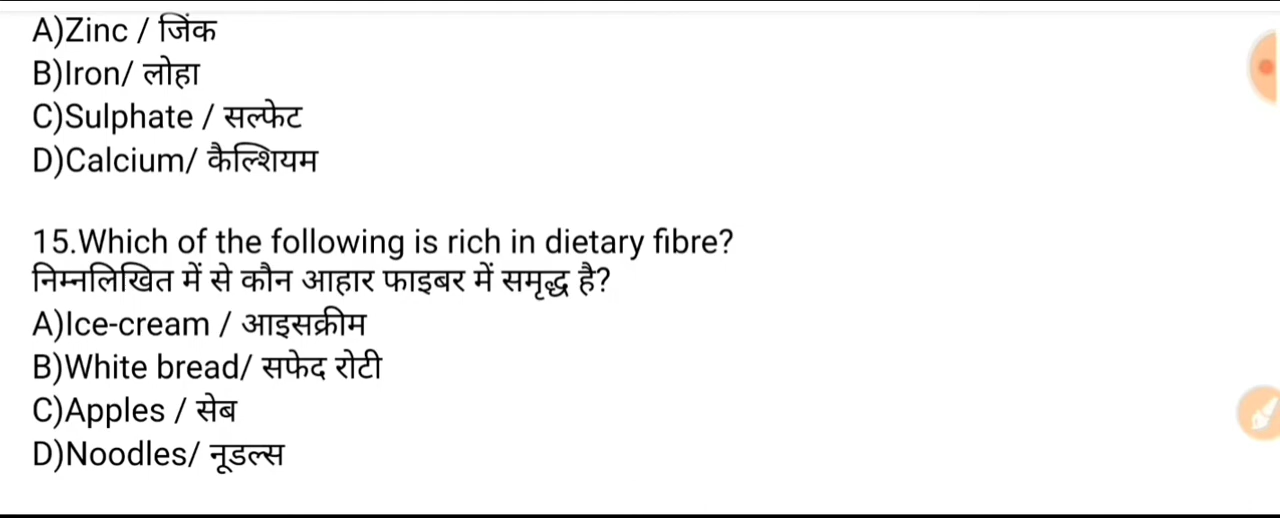 A)Zinc / जिंक
B)Iron/ लोहा
C)Sulphate / सल्फेट
D)Calcium/ कैल्शियम
15.Which of the following is rich in dietary fibre?
निम्नलिखित में से कौन आहार फाइबर में समृद्ध है?
A)Ice-cream / आइसक्रीम
B)White bread/ सफेद रोटी
C)Apples / सेब
D)Noodles/ नूडल्स